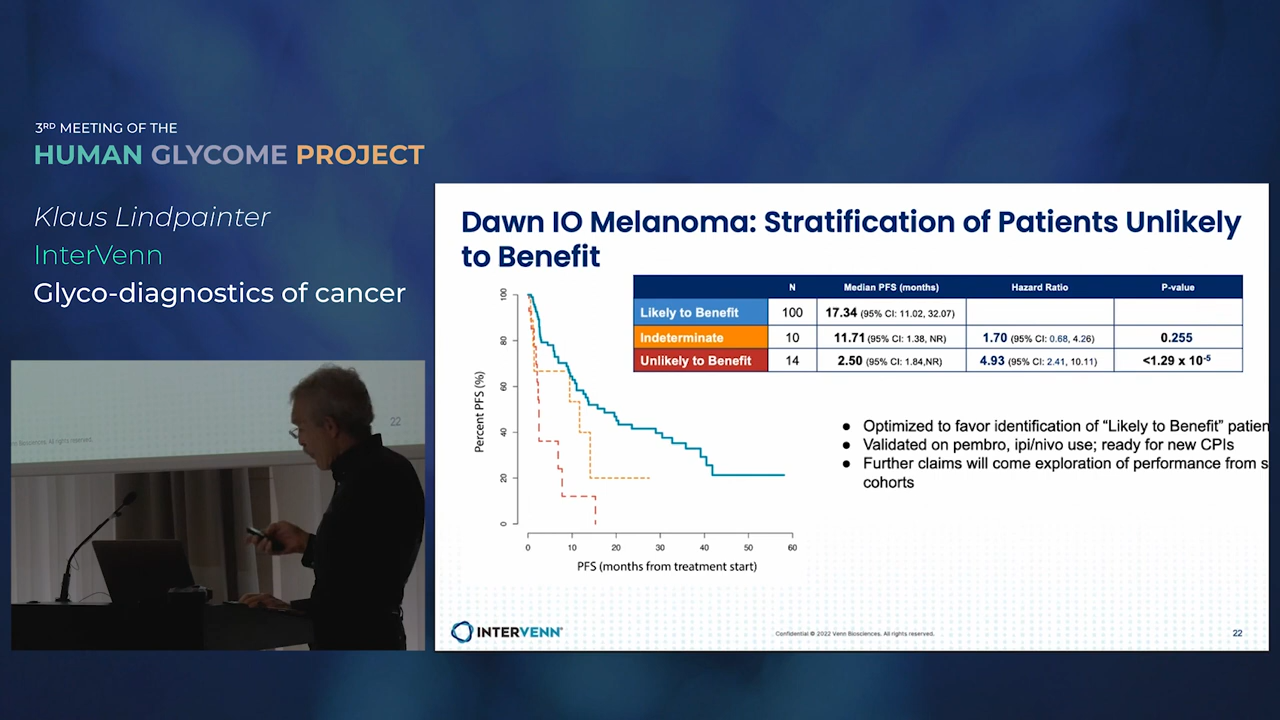 3RD MEETING OF THE
HUMAN GLYCOME PROJECT
Klaus Lindpainter
InterVenn
Glyco-diagnostics of cancer
22
Dawn IO Melanoma: Stratification of Patients Unlikely
to Benefit
N Median PFS (months) Hazard Ratio P-value
Likely to Benefit 100 17.34 (95% CI: 11.02, 32.07)
Indeterminate 10 11.71 (95% CI: 1.38, NR) 1.70 (95% CI: 0.68, 4.26) 0.255
Unlikely to Benefit 14 2.50 (95% CI: 1.84,NR) 4.93 (95% CI: 2.41, 10.11) <1.29 x 10-5
Percent PFS (%)
100
80
60
40
20
0
0 10 20 30 40 50 60
PFS (months from treatment start)
● Optimized to favor identification of “Likely to Benefit” patien
● Validated on pembro, ipi/nivo use; ready for new CPIs
● Further claims will come exploration of performance from s
cohorts
INTERVENN
Confidential © 2022 Venn Biosciences. All rights reserved.
22